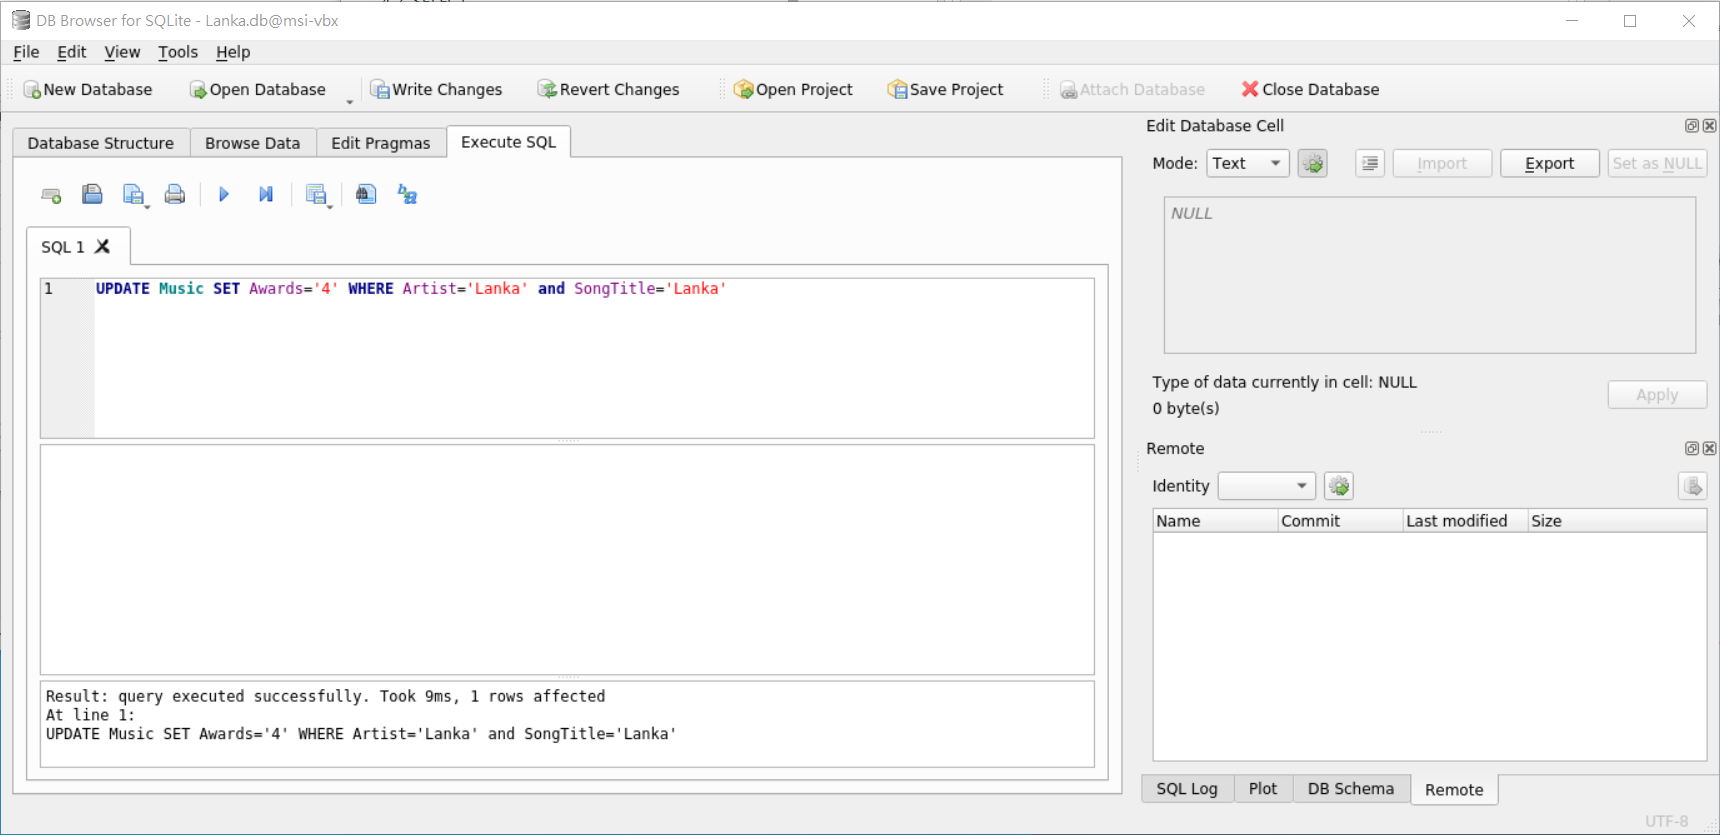 DB Browser for SQLite - Lanka.db@msi-vbx
File Edit View Tools Help
New Database Open Database Write Changes Revert Changes Open Project Save Project Attach Database Close Database
Database Structure Browse Data Edit Pragmas Execute SQL
SQL 1
1 UPDATE Music SET Awards='4' WHERE Artist='Lanka' and SongTitle='Lanka'
Result: query executed successfully. Took 9ms, 1 rows affected
At line 1:
UPDATE Music SET Awards='4' WHERE Artist='Lanka' and SongTitle='Lanka'
Edit Database Cell
Mode: Text Import Export Set as NULL
NULL
Type of data currently in cell: NULL
0 byte(s)
Apply
Remote
Identity
Name Commit Last modified Size
SQL Log Plot DB Schema Remote
UTF-8